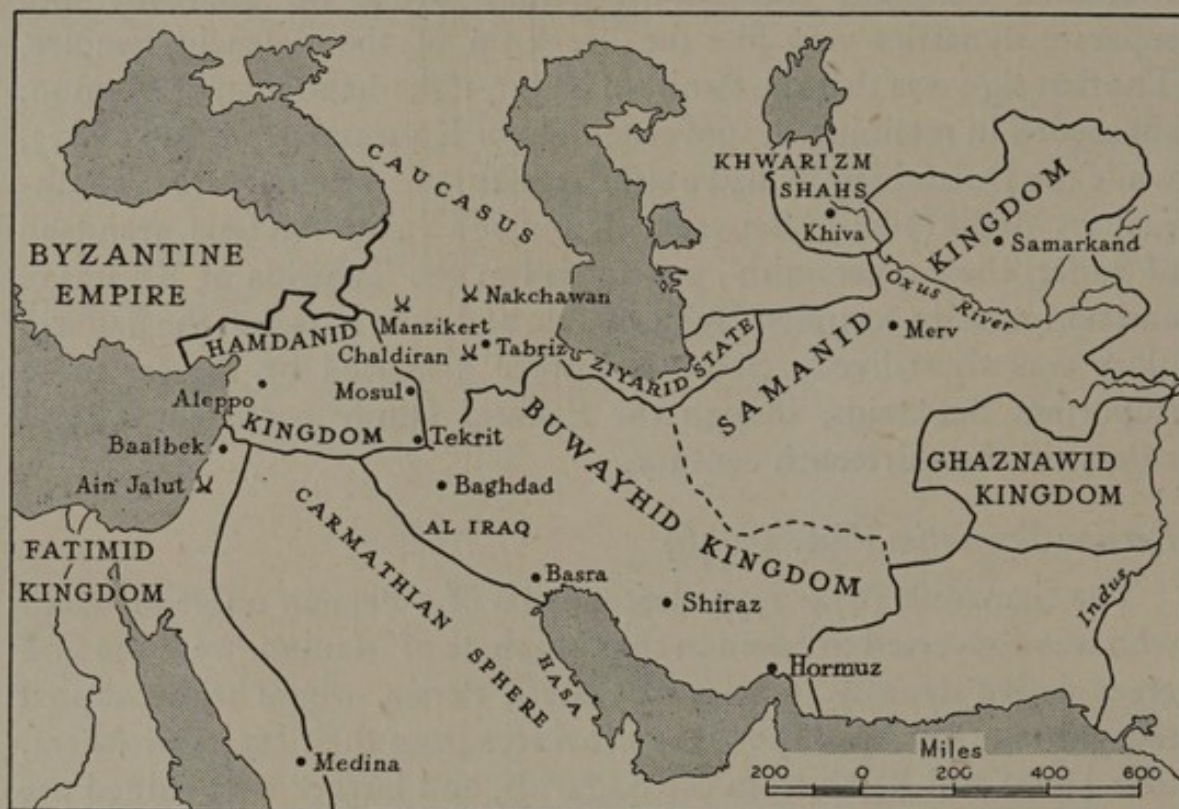 CAUCASUS
KHWARIZM
SHAHS
Khiva
KINGDOM
Samarkand
BYZANTINE
EMPIRE
Nakchawan
Manzikert
HAMDANID
Chaldiran
Tabriz
ZIYARID STATE
SAMANID
Oxus River
Merv
Aleppo
Mosul
KINGDOM
Tekrit
Baalbek
BUWAYHID KINGDOM
GHAZNAWID
KINGDOM
Ain Jalut
Baghdad
AL IRAQ
CARMATHIAN
SPHERE
FATIMID
KINGDOM
Basra
Shiraz
Indus
HASA
Hormuz
Medina
Miles
200 0 200 400 600